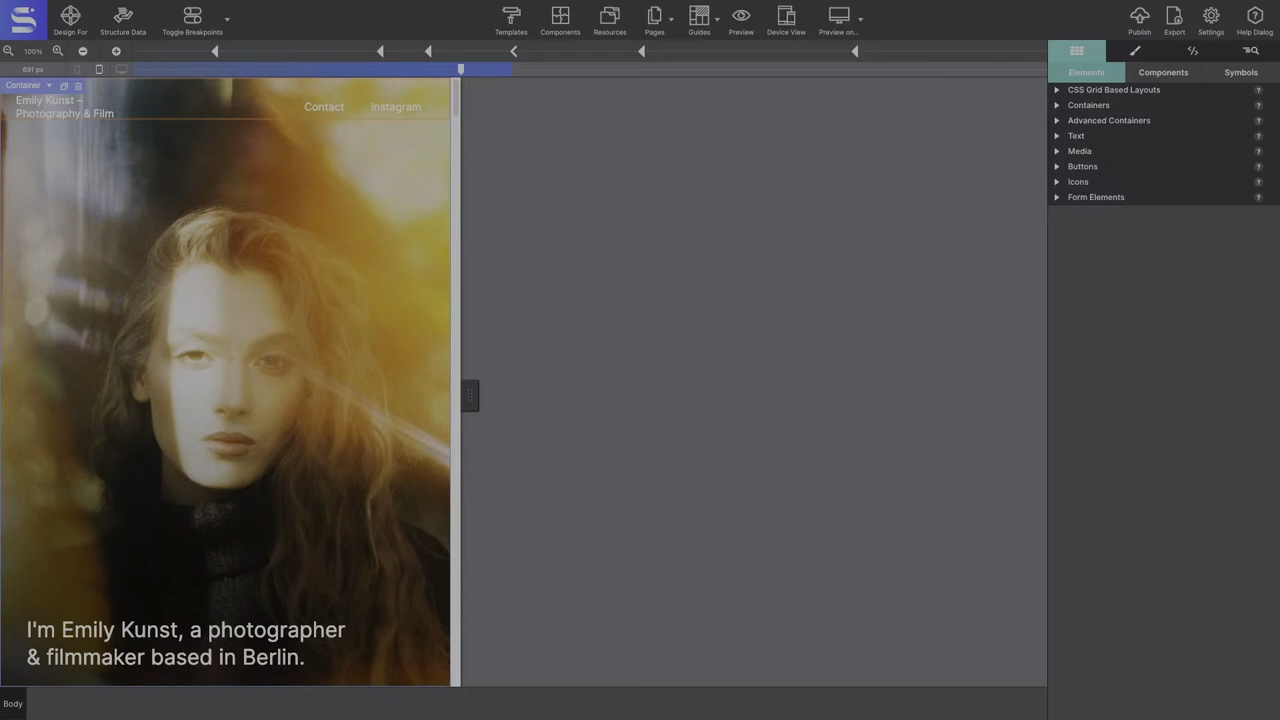 Design For
Structure Data
Toggle Breakpoints
Templates
Components
Resources
Pages
Guides
Preview
Device View
Preview on...
Publish
Export
Settings
Help Dialog
100%
691 px
Elements
Components
Symbols
Container
Emily Kunst –
Photography & Film
Contact
Instagram
CSS Grid Based Layouts
Containers
Advanced Containers
Text
Media
Buttons
Icons
Form Elements
I'm Emily Kunst, a photographer
& filmmaker based in Berlin.
Body